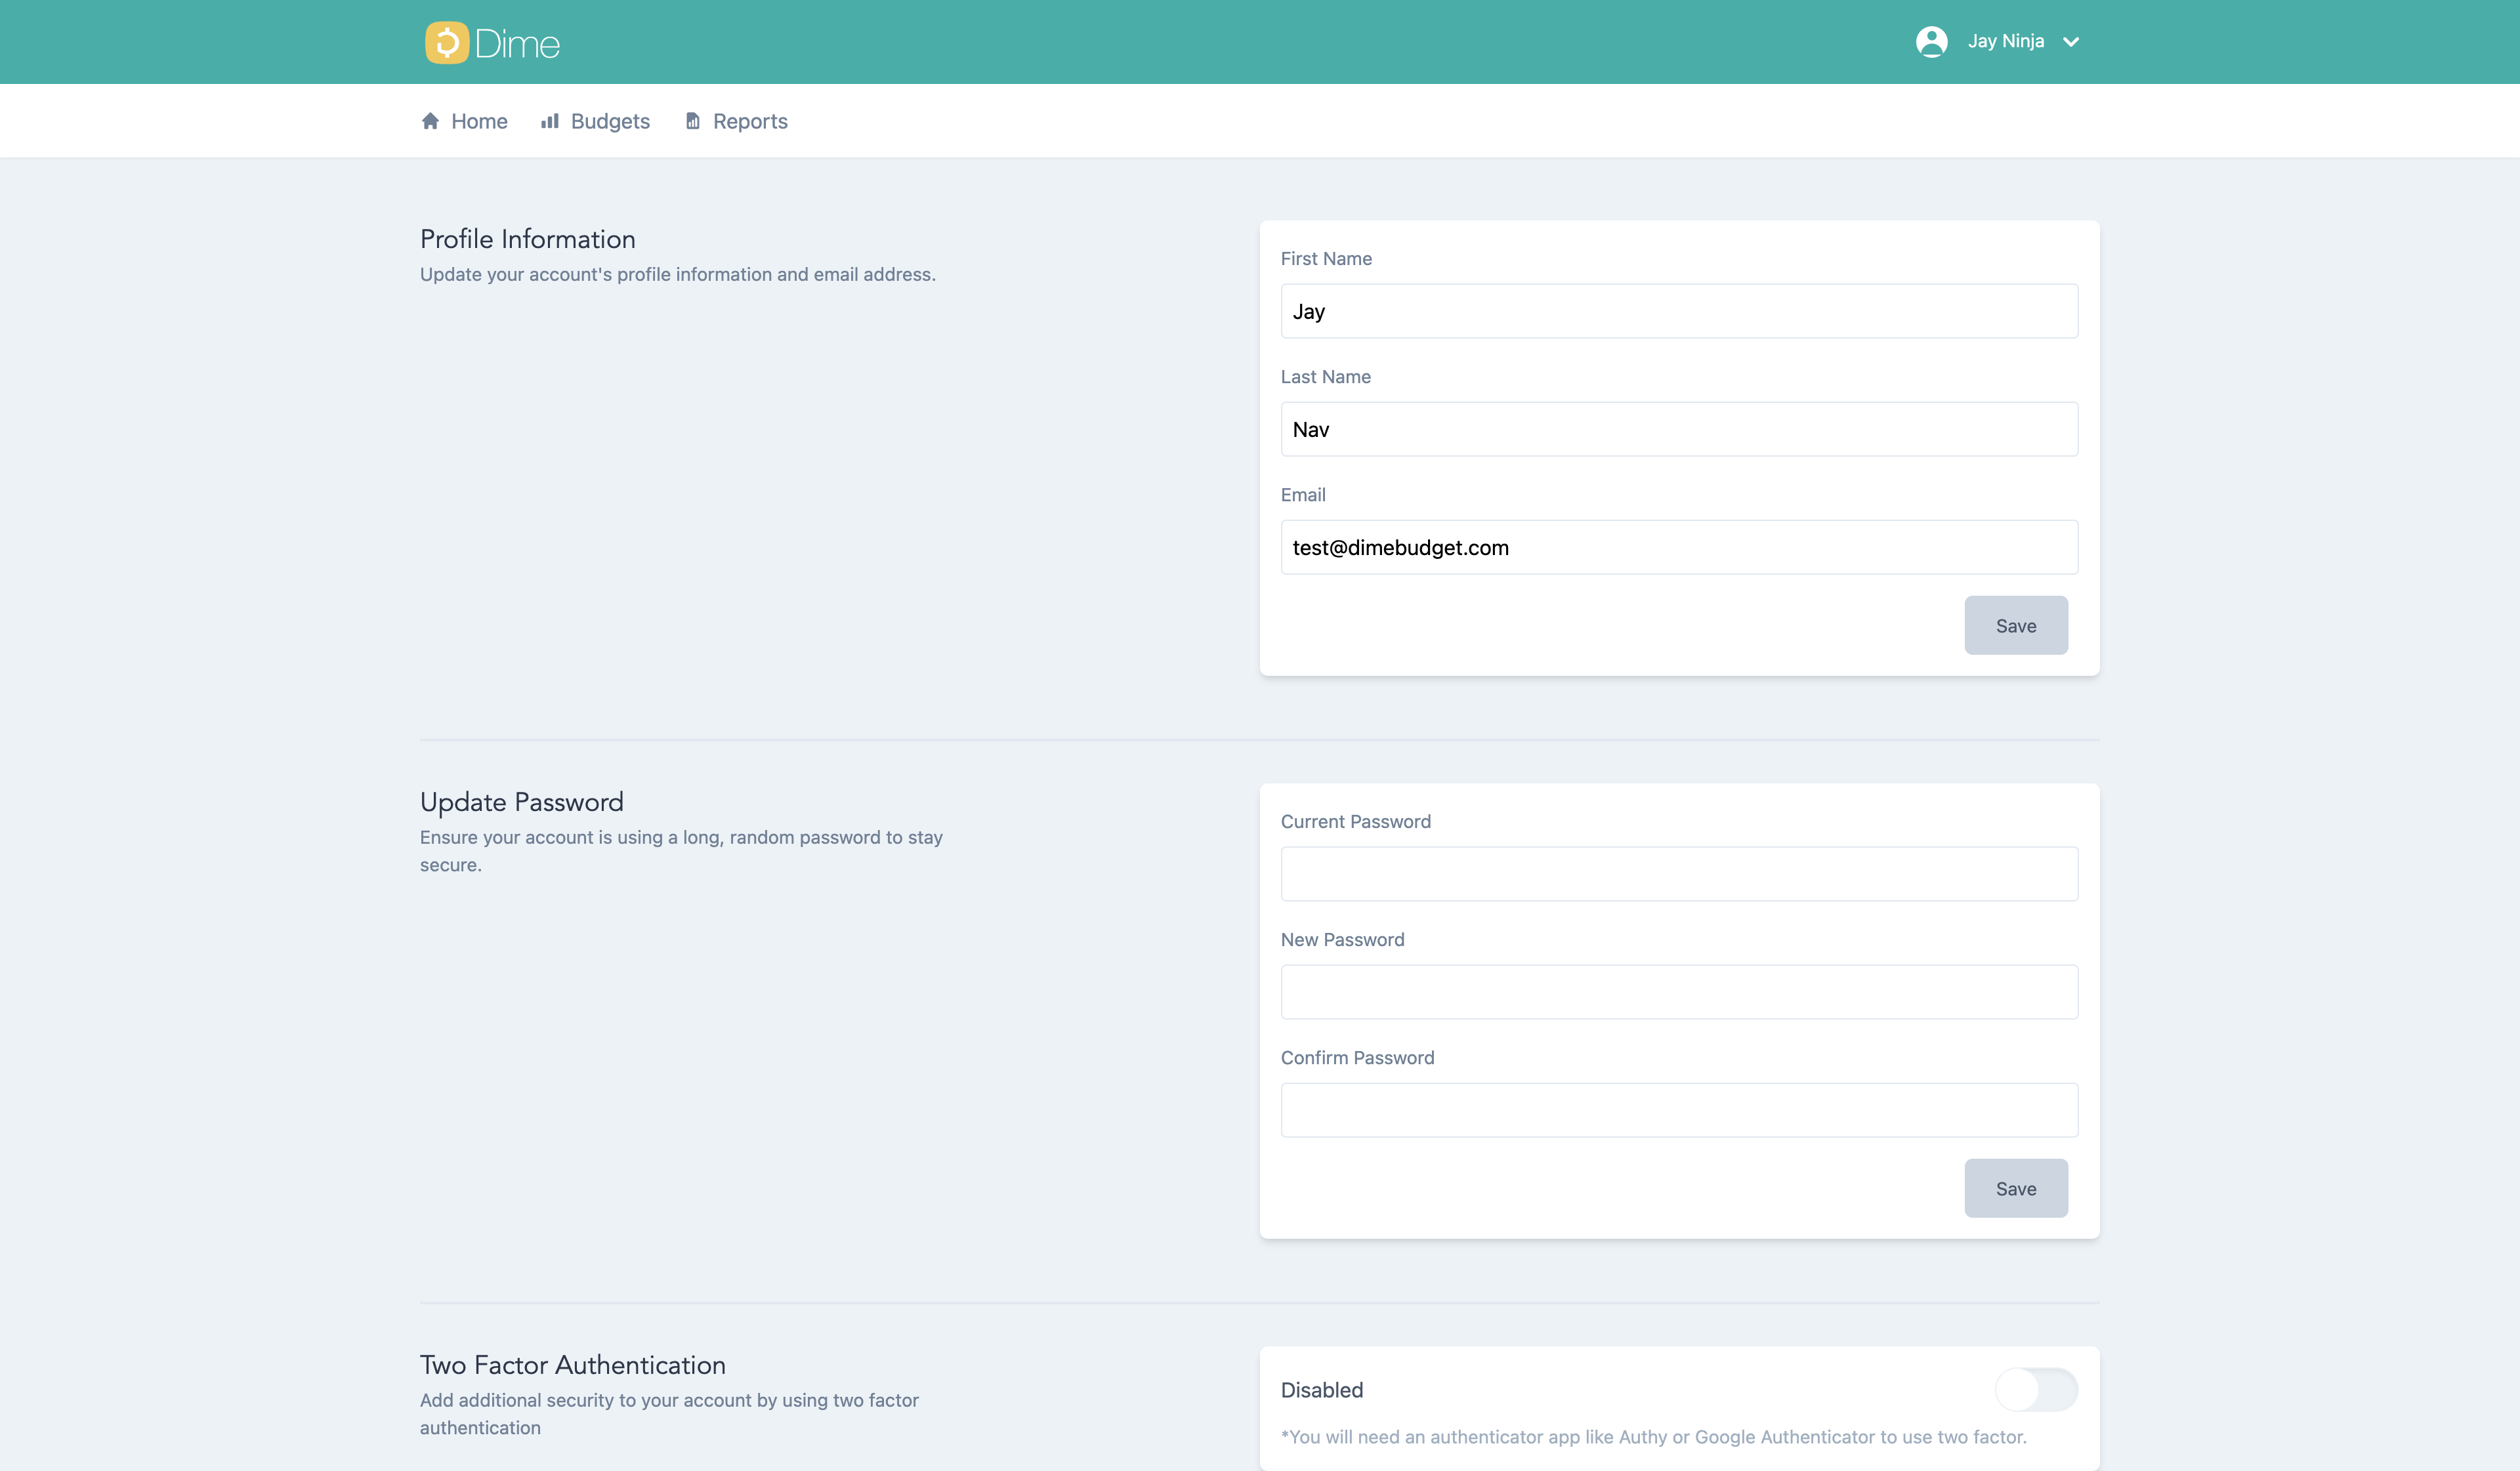 Dime
Jay Ninja
Home Budgets Reports
Profile Information
Update your account's profile information and email address.
First Name
Jay
Last Name
Nav
Email
test@dimebudget.com
Save
Update Password
Ensure your account is using a long, random password to stay
secure.
Current Password
New Password
Confirm Password
Save
Two Factor Authentication
Add additional security to your account by using two factor
authentication
Disabled
*You will need an authenticator app like Authy or Google Authenticator to use two factor.